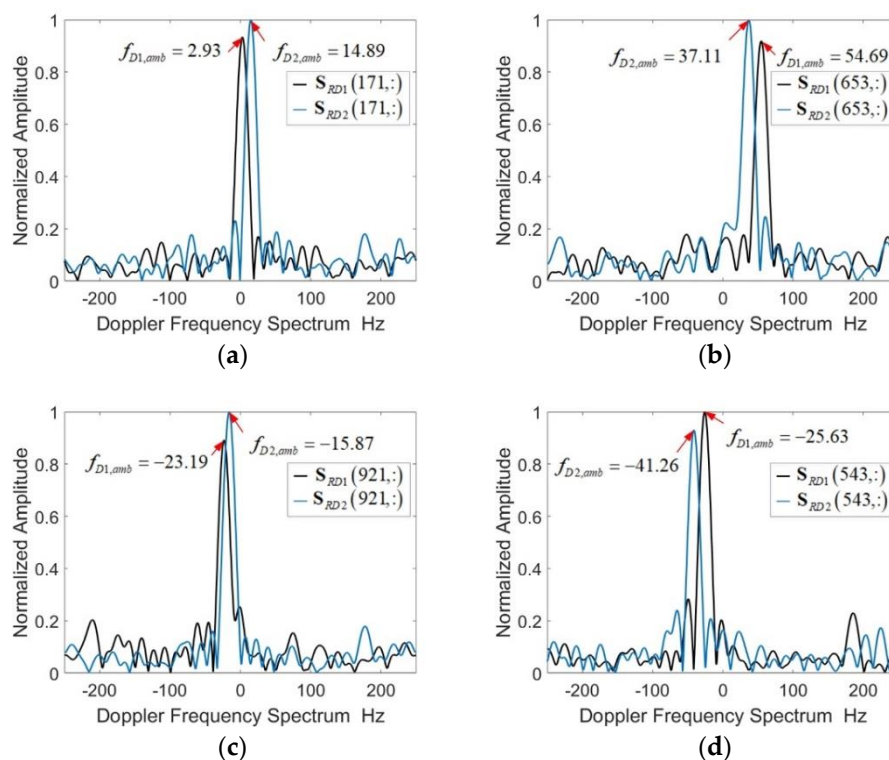 1
0.8
0.6
0.4
0.2
0
-200 -100 0 100 200
Normalized Amplitude
Doppler Frequency Spectrum Hz
f_{D1,amb} = 2.93
f_{D2,amb} = 14.89
S_{RD1}(171,:)
S_{RD2}(171,:)
(a)
1
0.8
0.6
0.4
0.2
0
-200 -100 0 100 200
Normalized Amplitude
Doppler Frequency Spectrum Hz
f_{D2,amb} = 37.11
f_{D1,amb} = 54.69
S_{RD1}(653,:)
S_{RD2}(653,:)
(b)
1
0.8
0.6
0.4
0.2
0
-200 -100 0 100 200
Normalized Amplitude
Doppler Frequency Spectrum Hz
f_{D1,amb} = −23.19
f_{D2,amb} = −15.87
S_{RD1}(921,:)
S_{RD2}(921,:)
(c)
1
0.8
0.6
0.4
0.2
0
-200 -100 0 100 200
Normalized Amplitude
Doppler Frequency Spectrum Hz
f_{D2,amb} = −41.26
f_{D1,amb} = −25.63
S_{RD1}(543,:)
S_{RD2}(543,:)
(d)